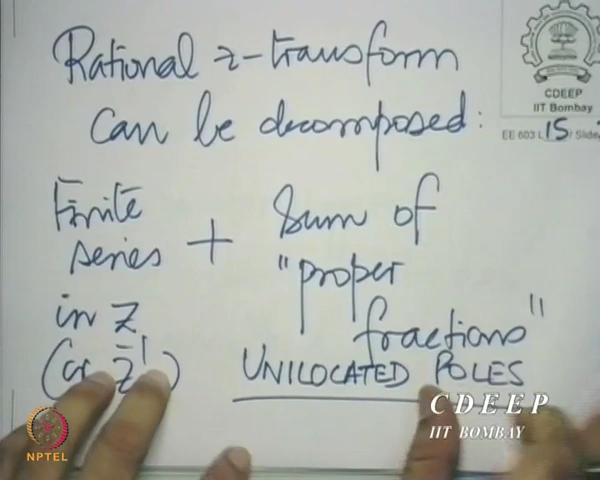 Rational z-transform
can be decomposed:
Finite series in Z (or Z⁻¹)
+
Sum of "proper fractions"
UNILOCATED POLES
CDEEP
IIT Bombay
EE 603 L 15 / Slide
CDEEP
IIT BOMBAY
NPTEL